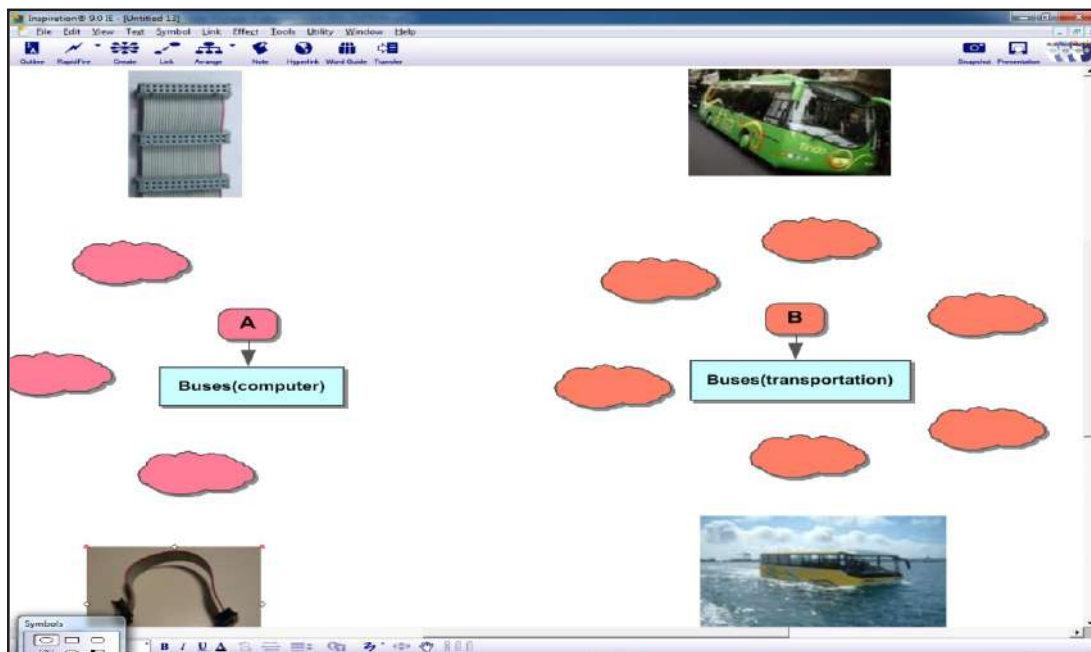 Inspiration® 9.0 IE - [Untitled 12]
File Edit View Text Symbol Link Effect Tools Utility Window Help
Outline RapidFire Create Link Arrange Note Hyperlink Word Guide Transfer Snapshot Presentation
Tindo
A
B
Buses(computer)
Buses(transportation)
Symbols
B I U A